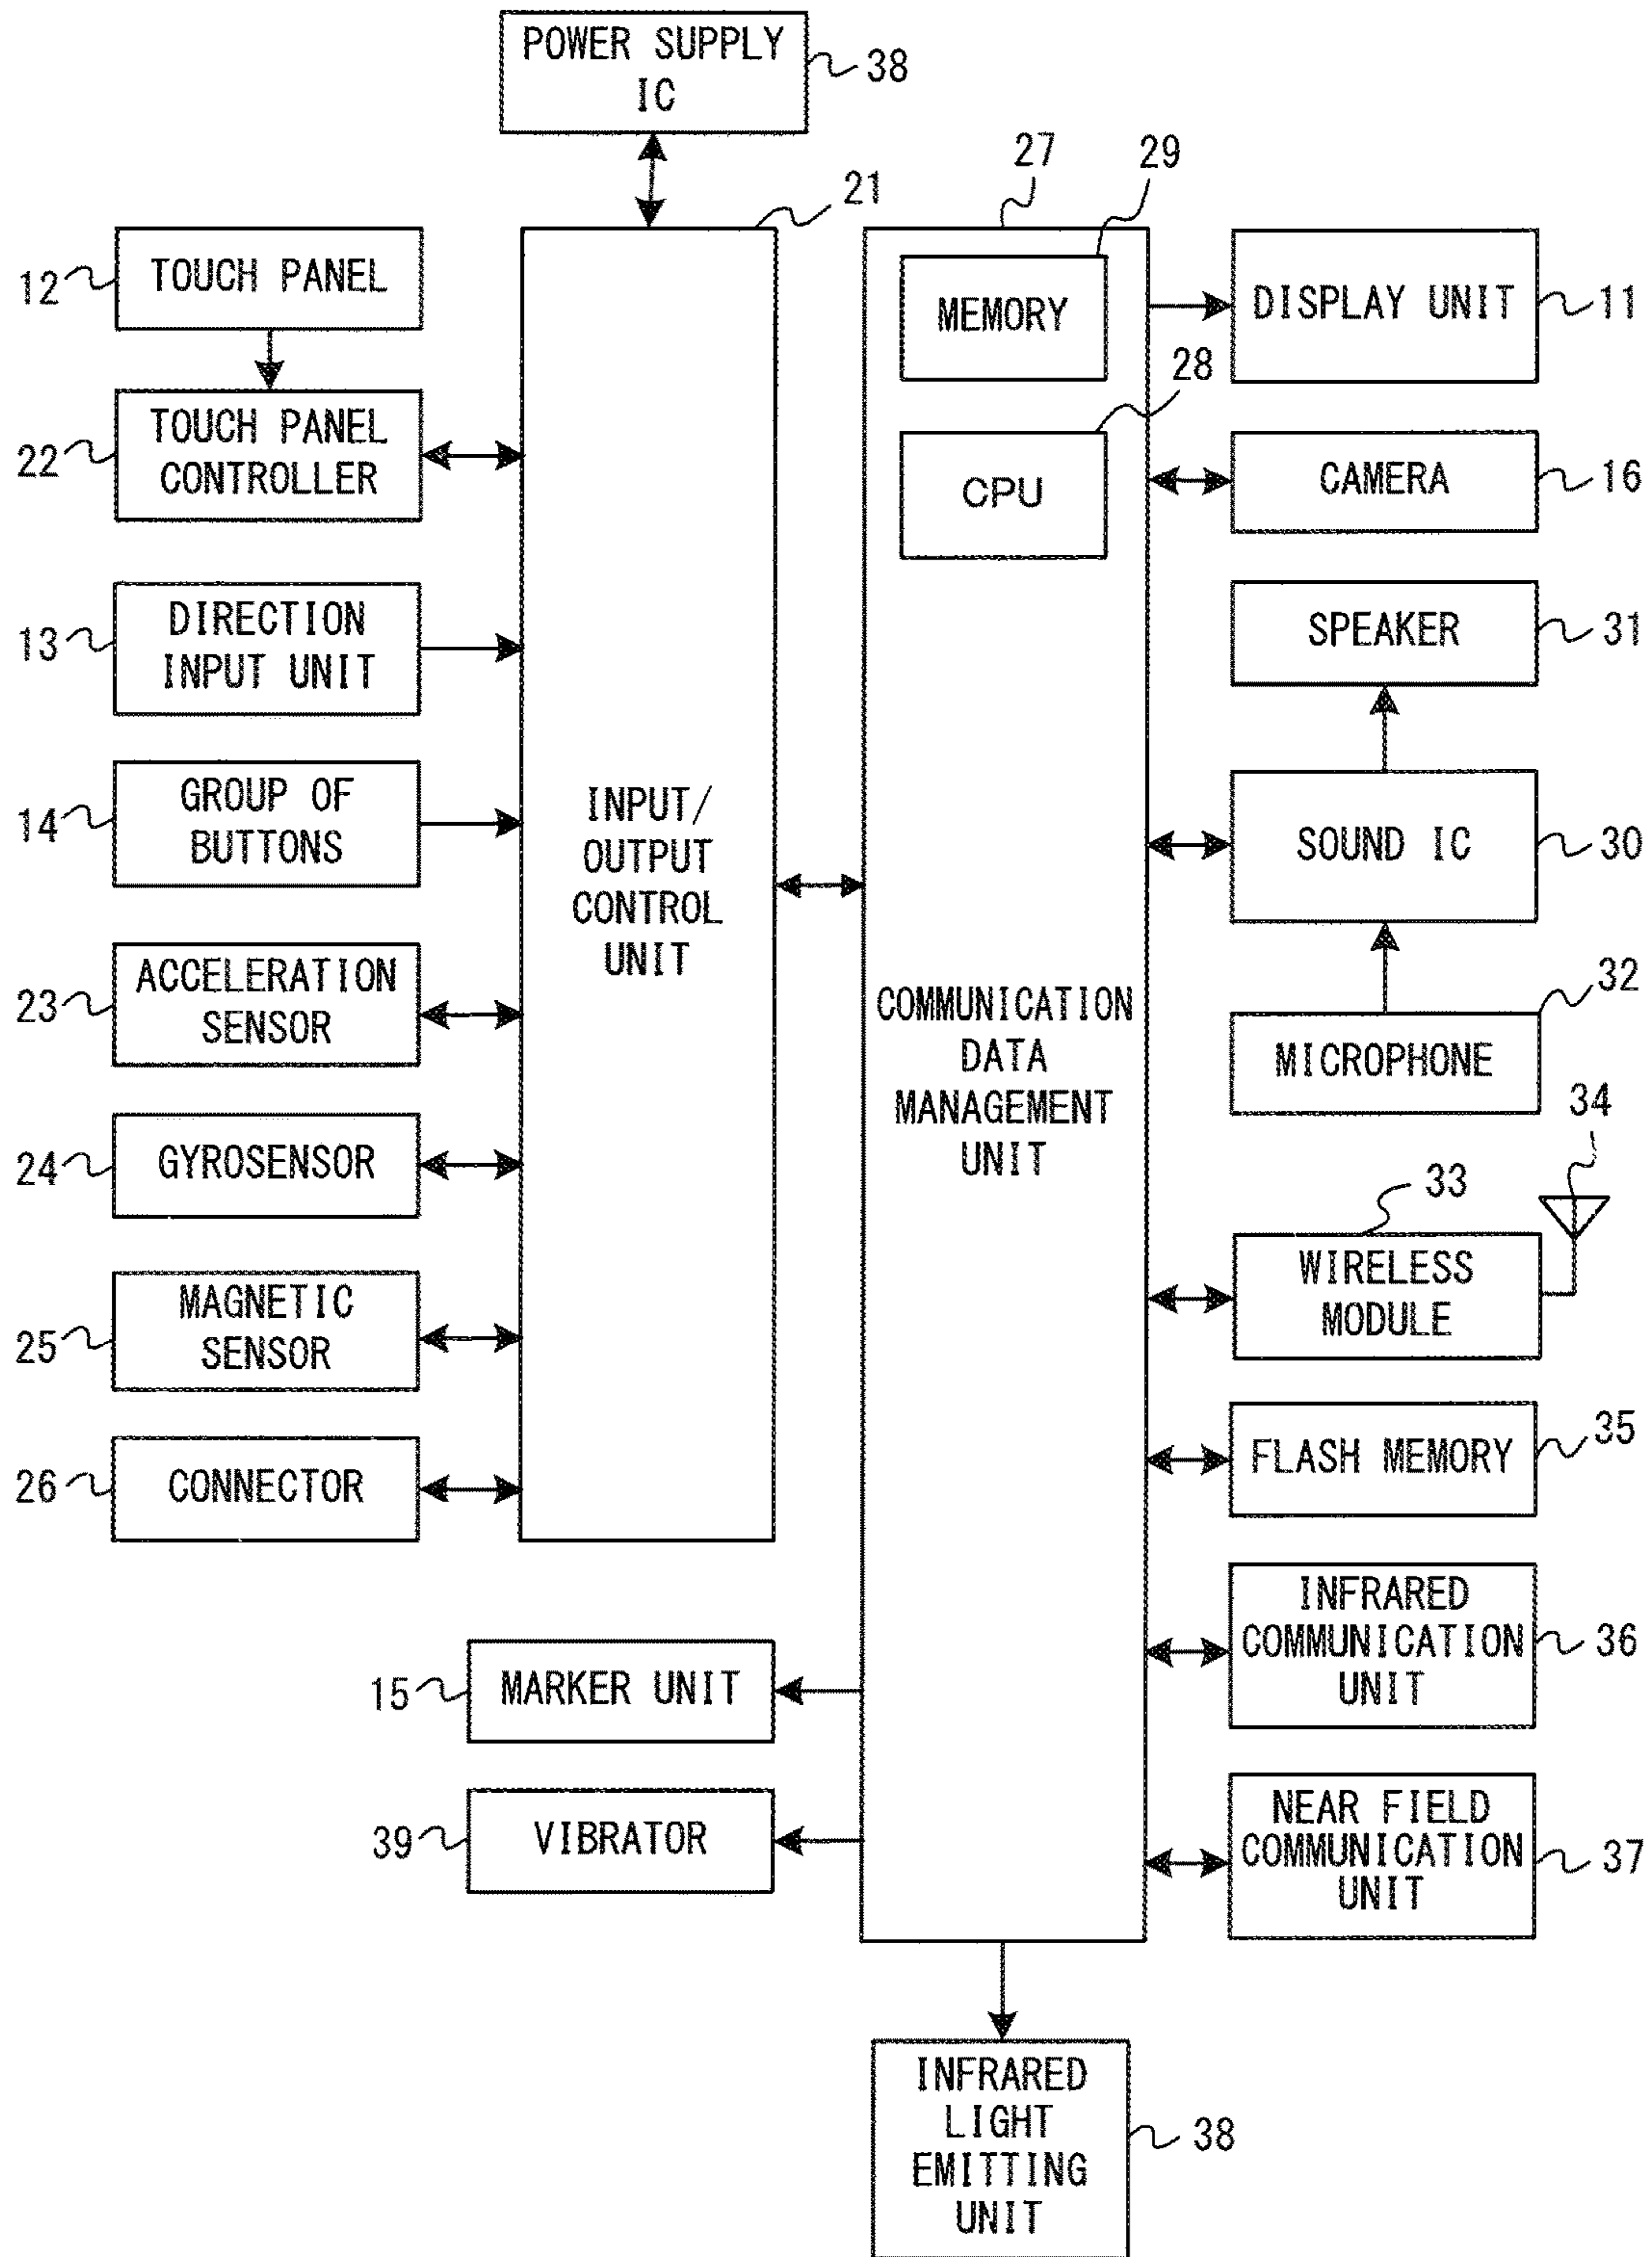 POWER SUPPLY
IC
38
21
27
29
12
TOUCH PANEL
MEMORY
DISPLAY UNIT
11
22
TOUCH PANEL
CONTROLLER
28
CPU
CAMERA
16
13
DIRECTION
INPUT UNIT
SPEAKER
31
14
GROUP OF
BUTTONS
INPUT/
OUTPUT
CONTROL
UNIT
SOUND IC
30
23
ACCELERATION
SENSOR
COMMUNICATION
DATA
MANAGEMENT
UNIT
32
MICROPHONE
34
24
GYROSENSOR
33
WIRELESS
MODULE
25
MAGNETIC
SENSOR
26
CONNECTOR
FLASH MEMORY
35
INFRARED
COMMUNICATION
UNIT
36
15
MARKER UNIT
39
VIBRATOR
NEAR FIELD
COMMUNICATION
UNIT
37
INFRARED
LIGHT
EMITTING
UNIT
38